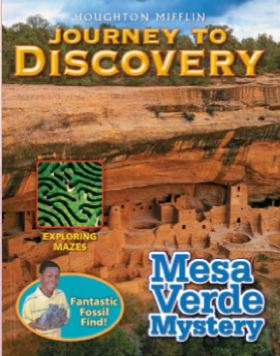 HOUGHTON MIFFLIN
JOURNEY TO
DISCOVERY
EXPLORING
MAZES
Fantastic
Fossil
Find!
Mesa
Verde
Mystery